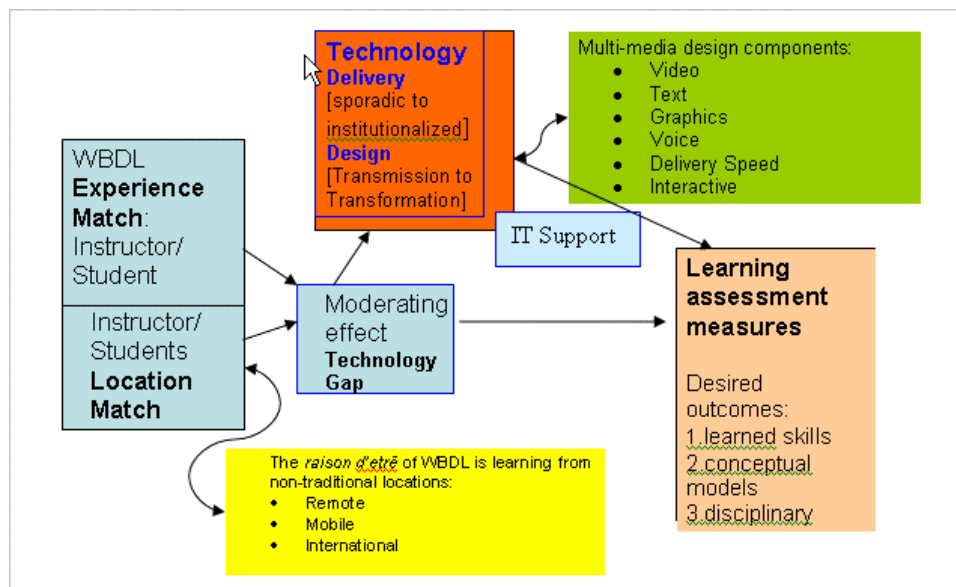 Technology
Delivery
[sporadic to
institutionalized]
Design
[Transmission to
Transformation]
Multi-media design components:
• Video
• Text
• Graphics
• Voice
• Delivery Speed
• Interactive
WBDL
Experience
Match:
Instructor/
Student
Instructor/
Students
Location
Match
IT Support
Moderating
effect
Technology
Gap
Learning
assessment
measures
Desired
outcomes:
1.learned skills
2.conceptual
models
3.disciplinary
The raison d'etrē of WBDL is learning from
non-traditional locations:
• Remote
• Mobile
• International